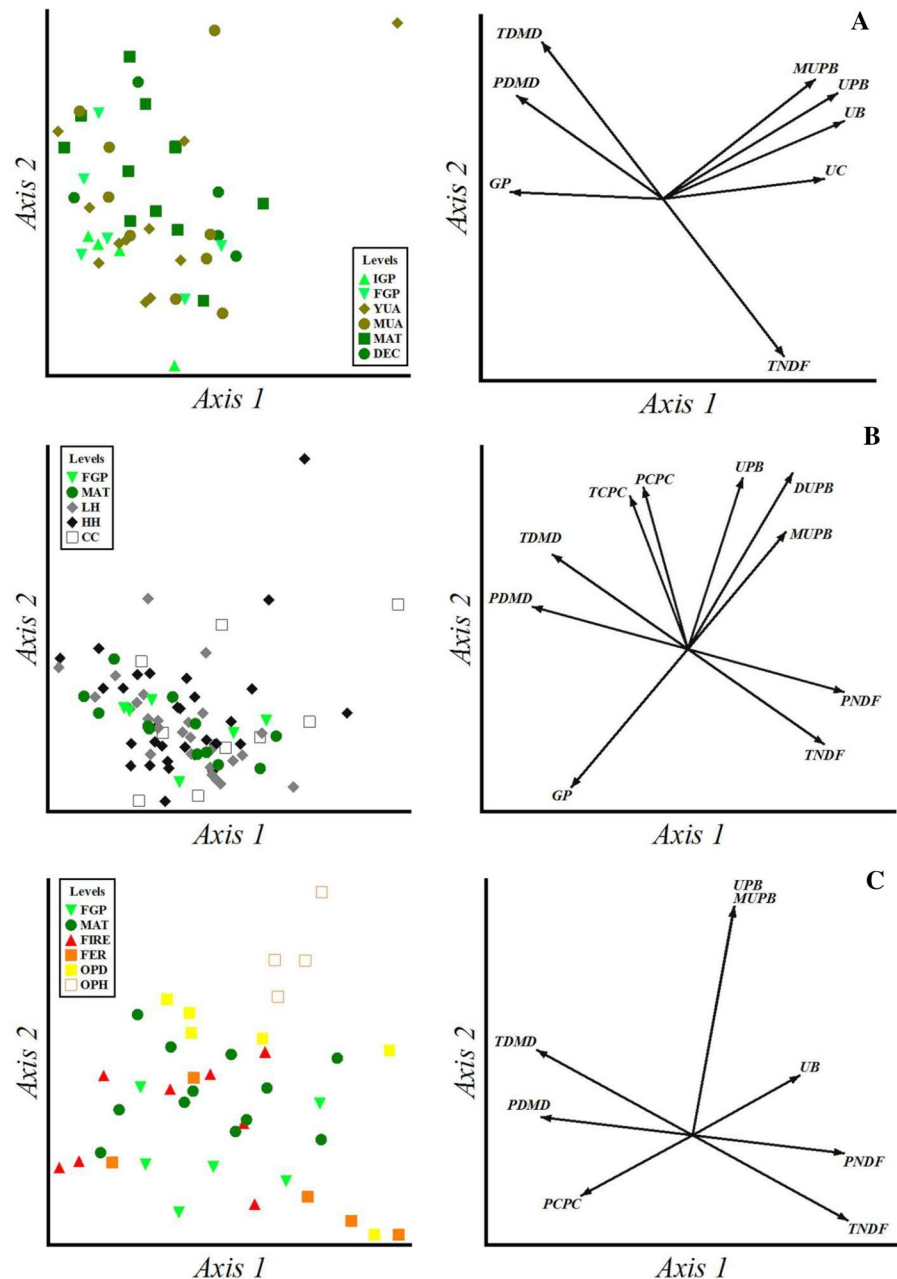 A
Axis 2
Levels
IGP
FGP
YUA
MUA
MAT
DEC
Axis 1
Axis 2
TDMD
PDMD
GP
MUPB
UPB
UB
UC
TNDF
Axis 1
B
Axis 2
Levels
FGP
MAT
LH
HH
CC
Axis 1
Axis 2
PCPC
TCPC
UPB
DUPB
MUPB
TDMD
PDMD
PNDF
TNDF
GP
Axis 1
C
Axis 2
Levels
FGP
MAT
FIRE
FER
OPD
OPH
Axis 1
Axis 2
UPB
MUPB
TDMD
UB
PDMD
PNDF
PCPC
TNDF
Axis 1